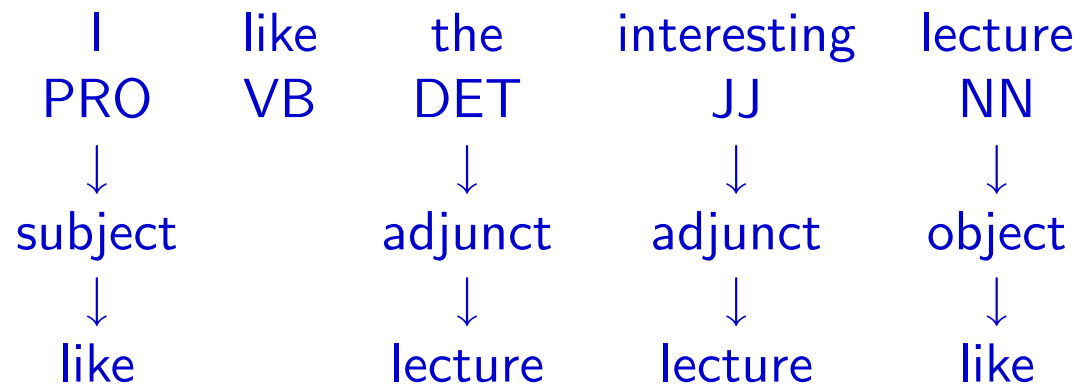 I like the interesting lecture
PRO VB DET JJ NN
↓ ↓ ↓ ↓
subject adjunct adjunct object
↓ ↓ ↓ ↓
like lecture lecture like